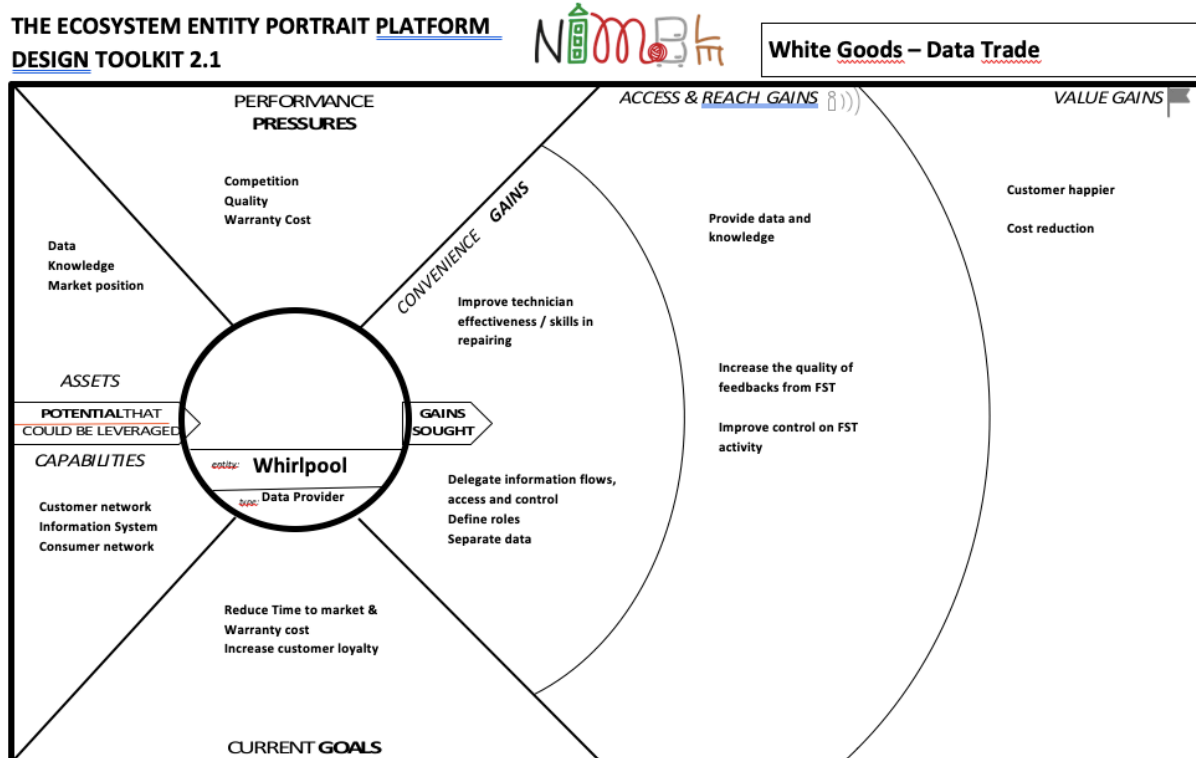 THE ECOSYSTEM ENTITY PORTRAIT PLATFORM
DESIGN TOOLKIT 2.1
NIMBLE
White Goods – Data Trade
PERFORMANCE
PRESSURES
Competition
Quality
Warranty Cost
Data
Knowledge
Market position
ASSETS
POTENTIAL THAT
COULD BE LEVERAGED
CAPABILITIES
Customer network
Information System
Consumer network
entity: Whirlpool
type: Data Provider
Reduce Time to market &
Warranty cost
Increase customer loyalty
CURRENT GOALS
GAINS
SOUGHT
CONVENIENCE GAINS
Improve technician
effectiveness / skills in
repairing
Delegate information flows,
access and control
Define roles
Separate data
ACCESS & REACH GAINS
Provide data and
knowledge
Increase the quality of
feedbacks from FST
Improve control on FST
activity
VALUE GAINS
Customer happier
Cost reduction